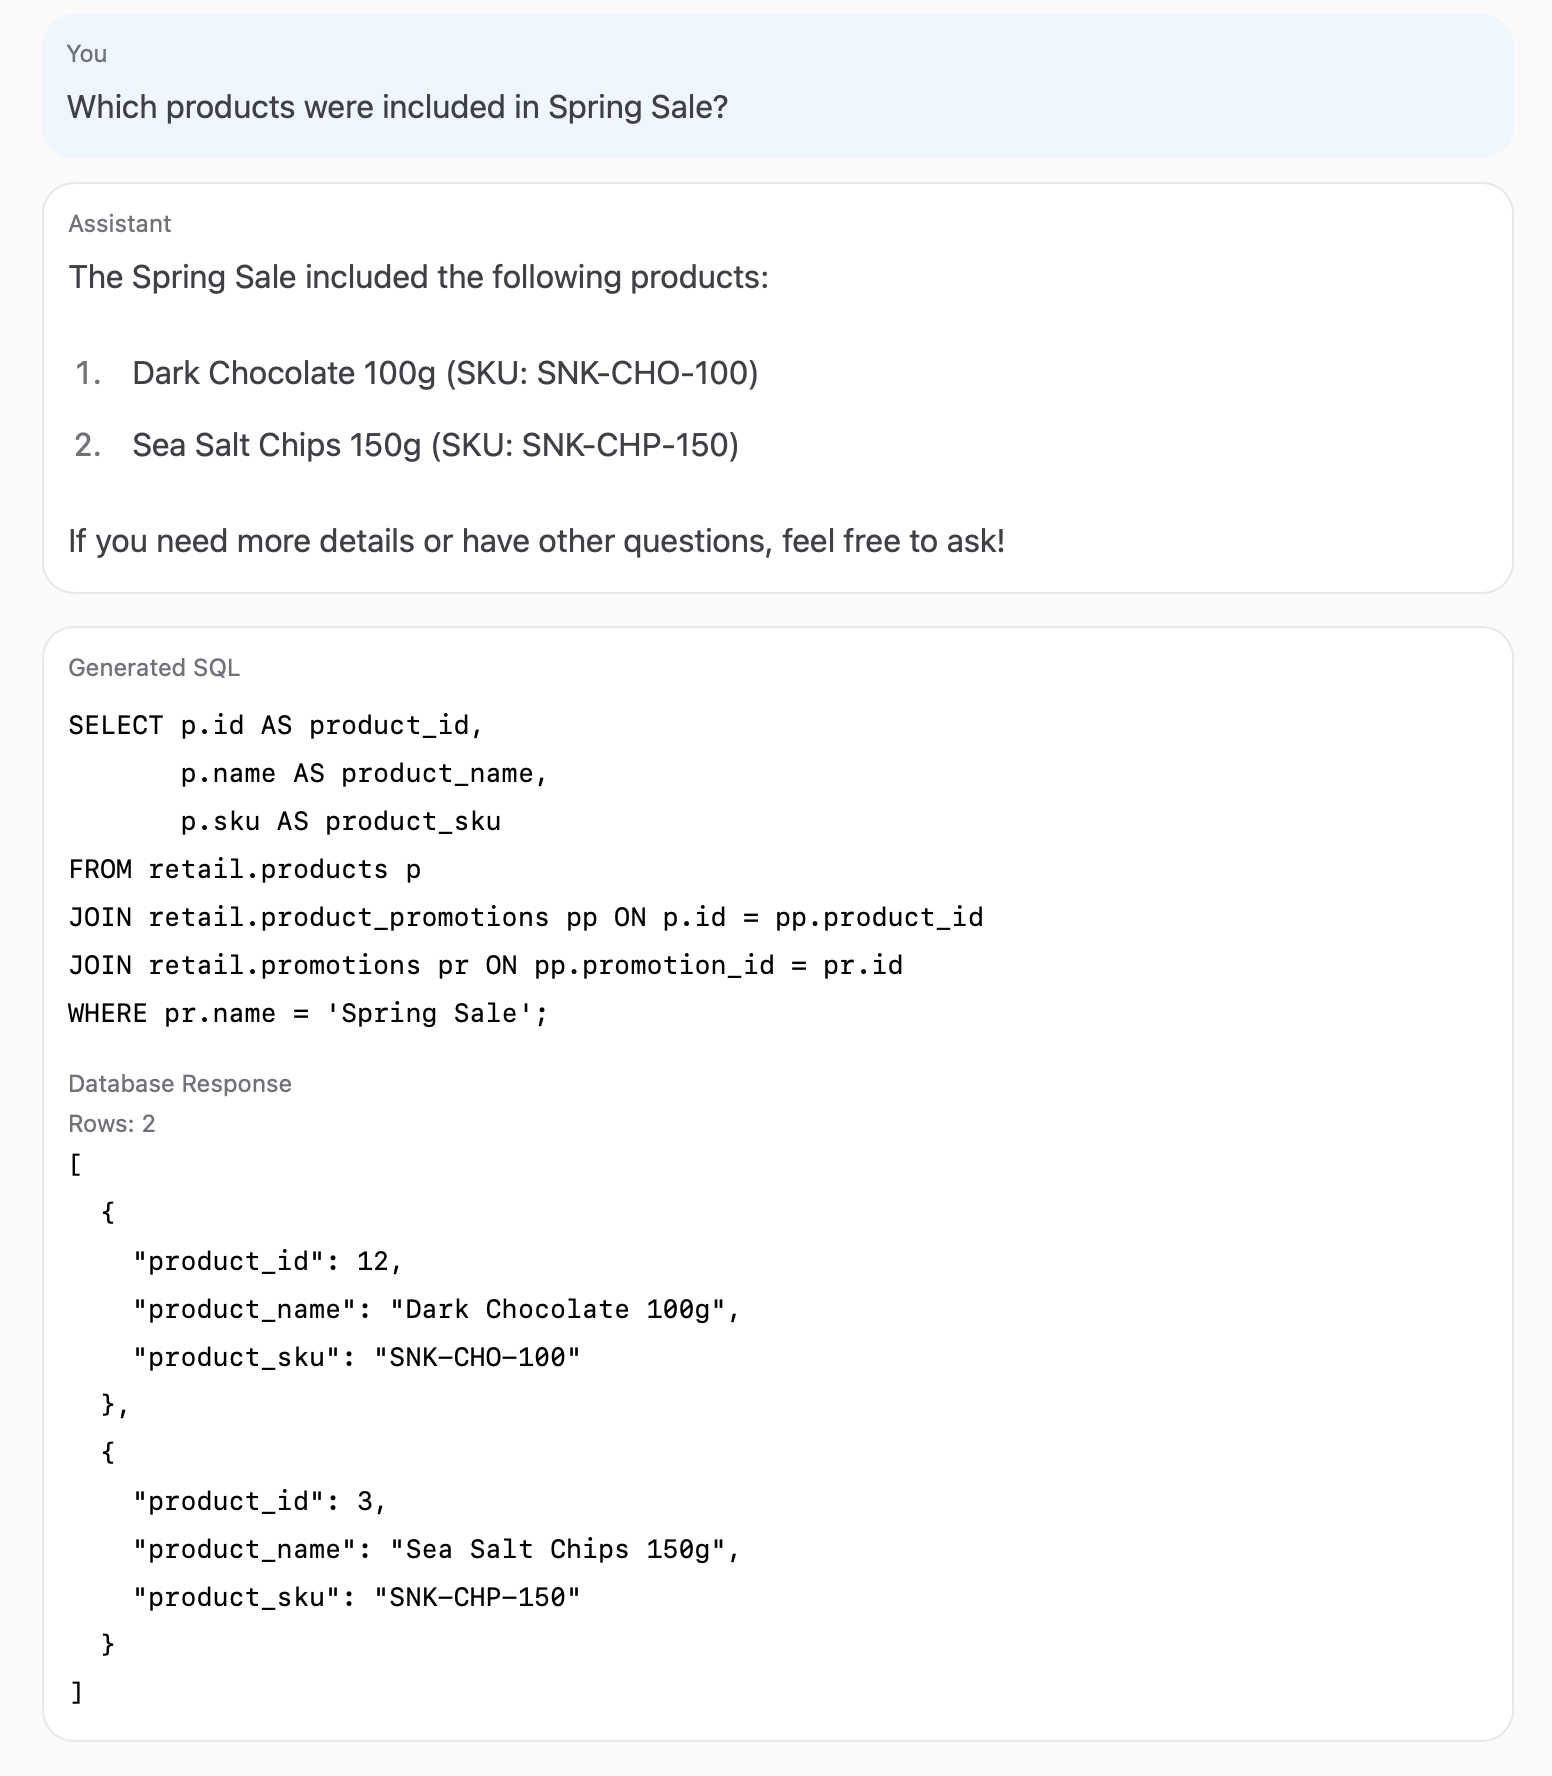 You
Which products were included in Spring Sale?
Assistant
The Spring Sale included the following products:
1. Dark Chocolate 100g (SKU: SNK-CHO-100)
2. Sea Salt Chips 150g (SKU: SNK-CHP-150)
If you need more details or have other questions, feel free to ask!
Generated SQL
SELECT p.id AS product_id,
       p.name AS product_name,
       p.sku AS product_sku
FROM retail.products p
JOIN retail.product_promotions pp ON p.id = pp.product_id
JOIN retail.promotions pr ON pp.promotion_id = pr.id
WHERE pr.name = 'Spring Sale';
Database Response
Rows: 2
[
  {
    "product_id": 12,
    "product_name": "Dark Chocolate 100g",
    "product_sku": "SNK-CHO-100"
  },
  {
    "product_id": 3,
    "product_name": "Sea Salt Chips 150g",
    "product_sku": "SNK-CHP-150"
  }
]